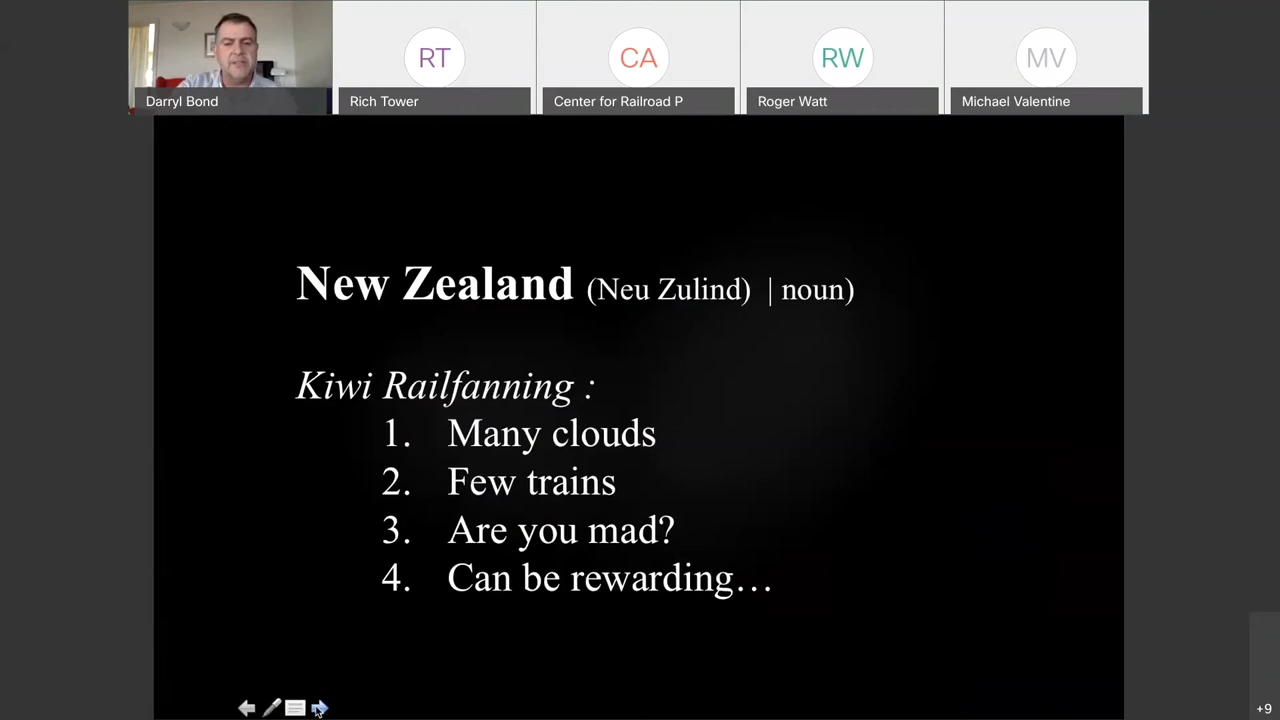 RT
CA
RW
MV
Darryl Bond
Rich Tower
Center for Railroad P
Roger Watt
Michael Valentine
New Zealand (Neu Zulind) | noun)
Kiwi Railfanning :
1. Many clouds
2. Few trains
3. Are you mad?
4. Can be rewarding…
+9